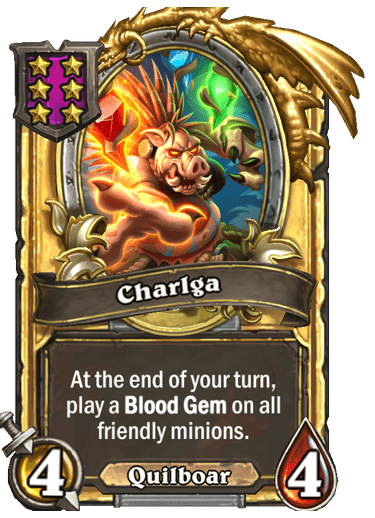 Charlga
At the end of your turn,
play a Blood Gem on all
friendly minions.
4
Quilboar
4